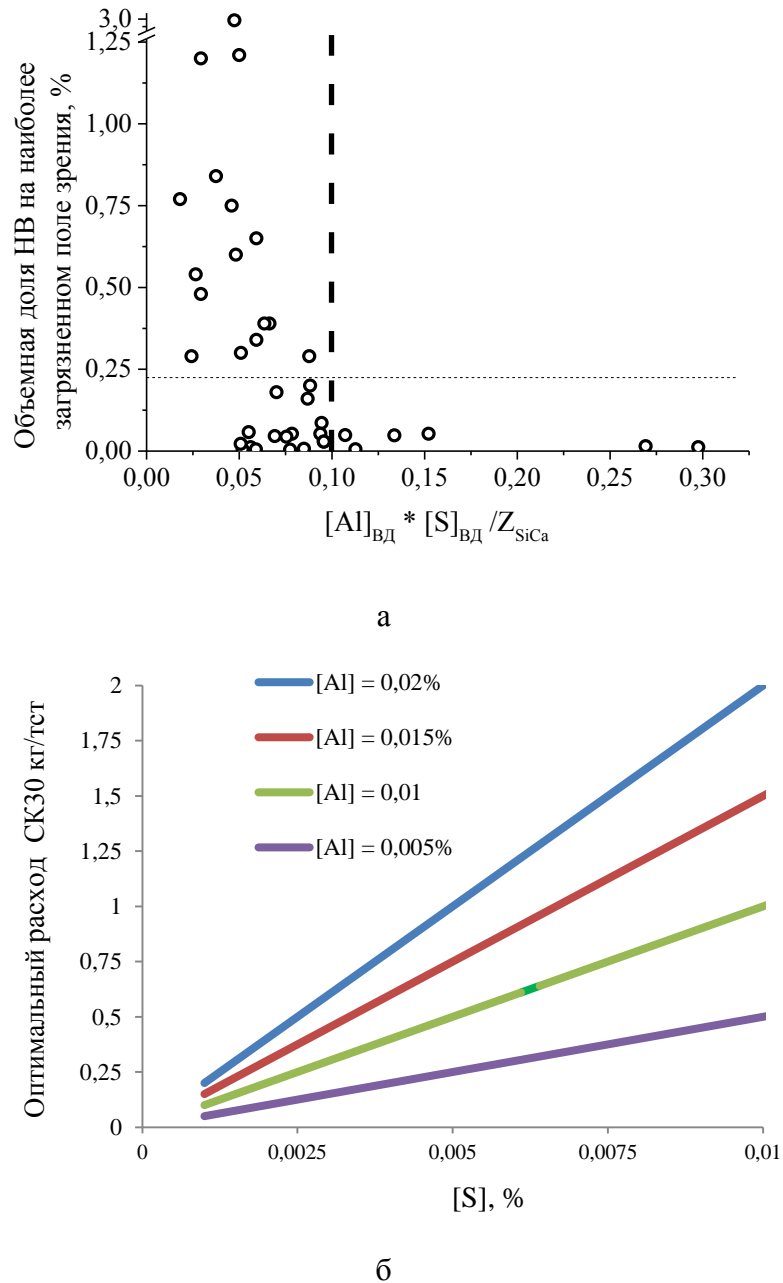 3,0
1,25
1,00
0,75
0,50
0,25
0,00
Объемная доля НВ на наиболее
загрязненном поле зрения, %
0,00 0,05 0,10 0,15 0,20 0,25 0,30
[Al]ВД * [S]ВД /ZSiCa
а
2
1,75
1,5
1,25
1
0,75
0,5
0,25
0
Оптимальный расход СК30 кг/тст
[Al] = 0,02%
[Al] = 0,015%
[Al] = 0,01
[Al] = 0,005%
0 0,0025 0,005 0,0075 0,01
[S], %
б